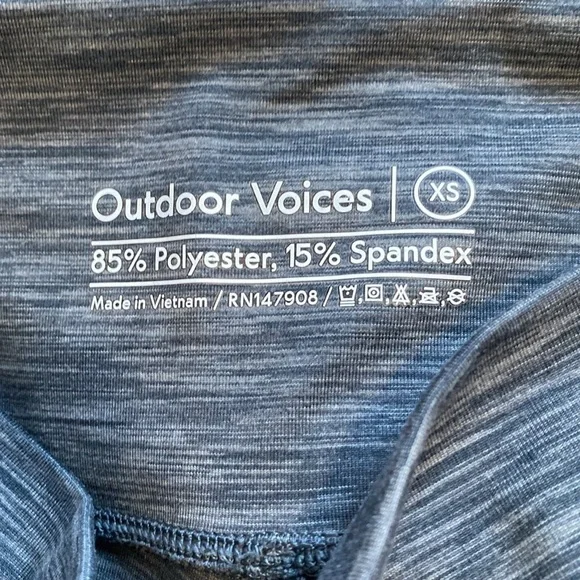 Outdoor Voices | XS
85% Polyester, 15% Spandex
Made in Vietnam / RN147908 /